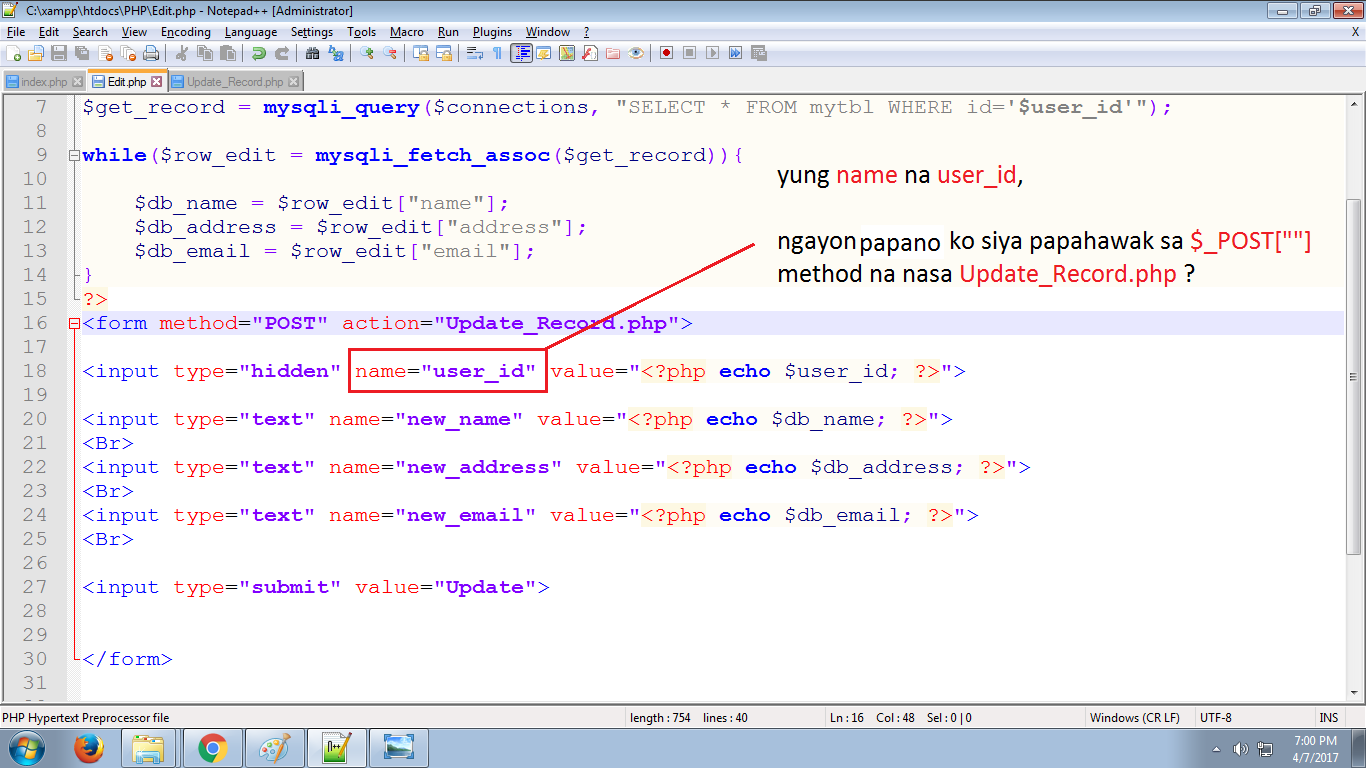 C:\xampp\htdocs\PHP\Edit.php - Notepad++ [Administrator]
File Edit Search View Encoding Language Settings Tools Macro Run Plugins Window ? X
index.php Edit.php Update_Record.php
7 $get_record = mysqli_query($connections, "SELECT * FROM mytbl WHERE id='$user_id'");
8
9 while($row_edit = mysqli_fetch_assoc($get_record)){
10
yung name na user_id,
11 $db_name = $row_edit["name"];
12 $db_address = $row_edit["address"];
13 $db_email = $row_edit["email"];
ngayon papano ko siya papahawak sa $_POST[""]
method na nasa Update_Record.php ?
14 }
15 ?>
16 <form method="POST" action="Update_Record.php">
17
18 <input type="hidden" name="user_id" value="<?php echo $user_id; ?>">
19
20 <input type="text" name="new_name" value="<?php echo $db_name; ?>">
21 <Br>
22 <input type="text" name="new_address" value="<?php echo $db_address; ?>">
23 <Br>
24 <input type="text" name="new_email" value="<?php echo $db_email; ?>">
25 <Br>
26
27 <input type="submit" value="Update">
28
29
30 </form>
31
PHP Hypertext Preprocessor file length : 754 lines : 40 Ln : 16 Col : 48 Sel : 0 | 0 Windows (CR LF) UTF-8 INS
7:00 PM
4/7/2017